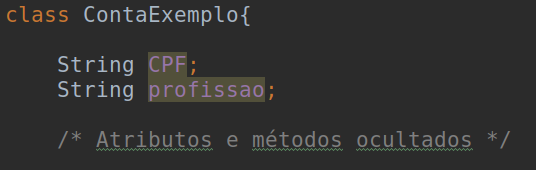 class ContaExemplo{
String CPF;
String profissao;
/* Atributos e métodos ocultados */